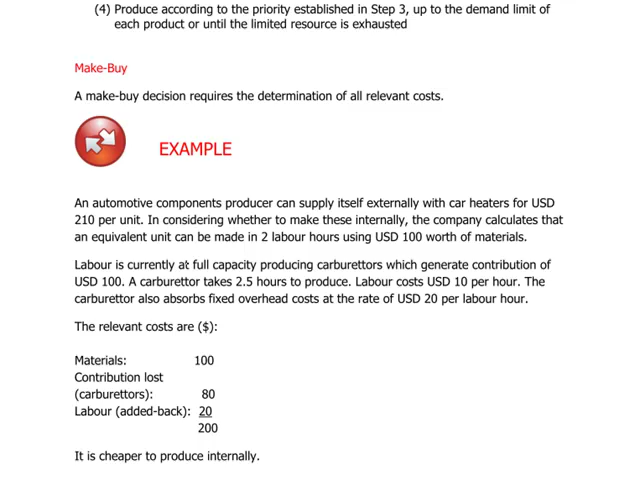 (4) Produce according to the priority established in Step 3, up to the demand limit of
each product or until the limited resource is exhausted
Make-Buy
A make-buy decision requires the determination of all relevant costs.
EXAMPLE
An automotive components producer can supply itself externally with car heaters for USD
210 per unit. In considering whether to make these internally, the company calculates that
an equivalent unit can be made in 2 labour hours using USD 100 worth of materials.
Labour is currently at full capacity producing carburettors which generate contribution of
USD 100. A carburettor takes 2.5 hours to produce. Labour costs USD 10 per hour. The
carburettor also absorbs fixed overhead costs at the rate of USD 20 per labour hour.
The relevant costs are ($):
Materials: 100
Contribution lost
(carburettors): 80
Labour (added-back): 20
200
It is cheaper to produce internally.